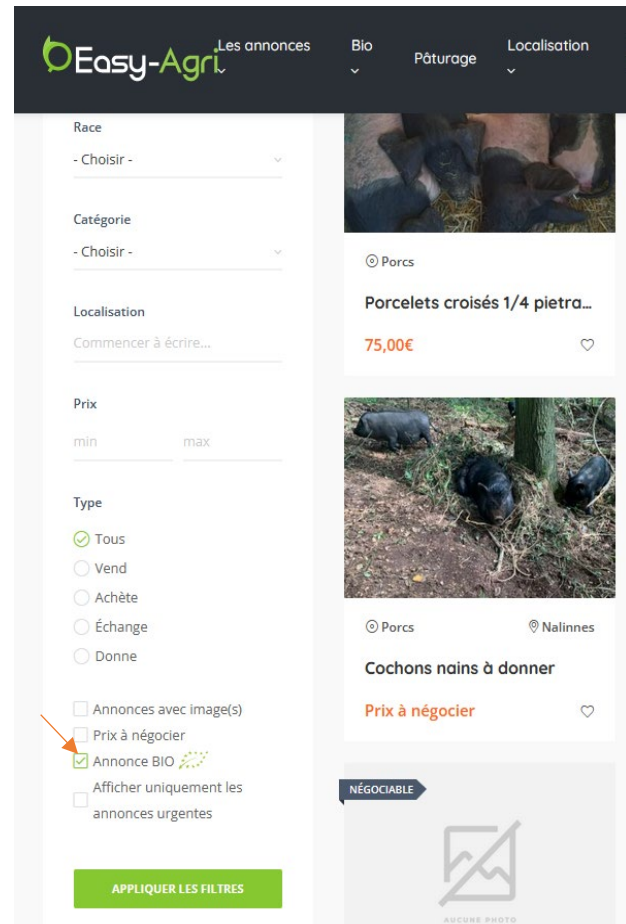 Easy-Agri
Les annonces
Bio
Pâturage
Localisation
Race
- Choisir -
Catégorie
- Choisir -
Localisation
Commencer à écrire...
Prix
min max
Type
Tous
Vend
Achète
Échange
Donne
Annonces avec image(s)
Prix à négocier
Annonce BIO
Afficher uniquement les
annonces urgentes
APPLIQUER LES FILTRES
Porcs
Porcelets croisés 1/4 pietra...
75,00€
Porcs Nalinnes
Cochons nains à donner
Prix à négocier
NÉGOCIABLE
AUCUNE PHOTO